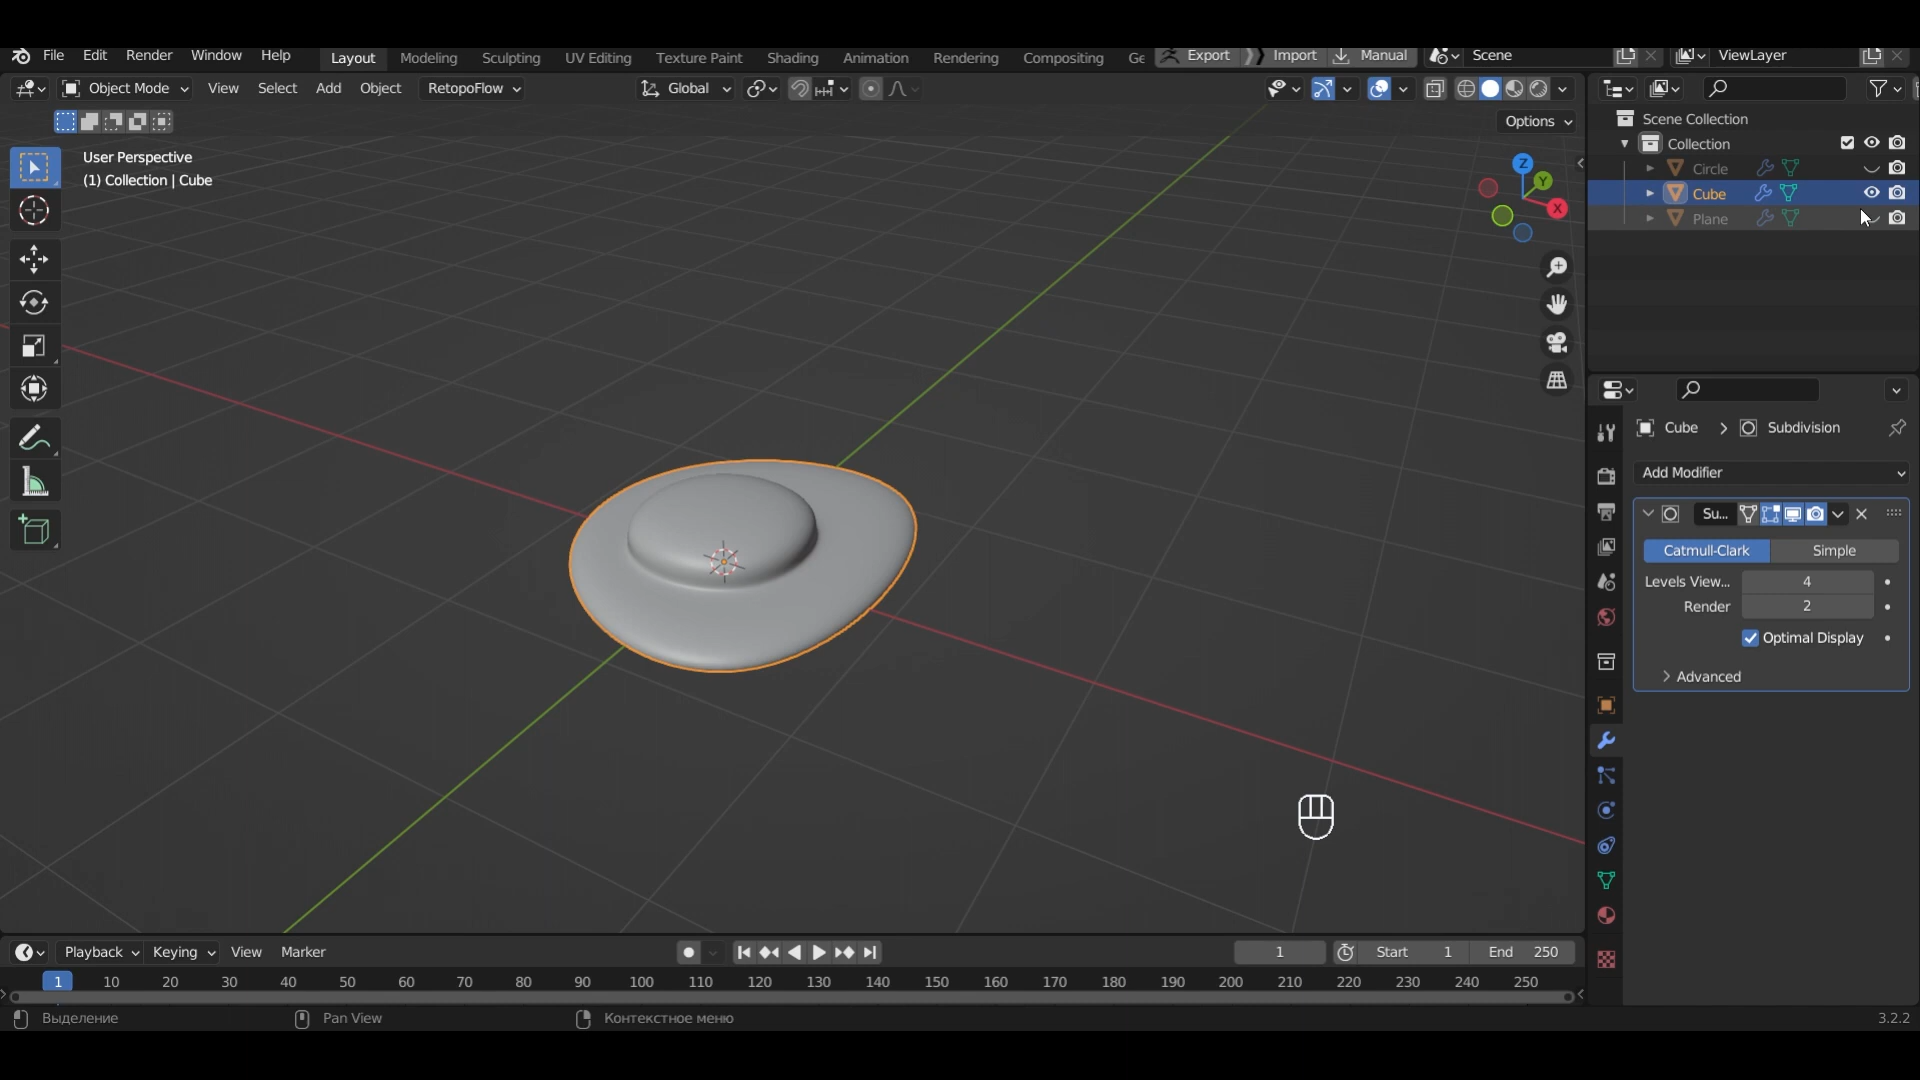 File Edit Render Window Help Layout Modeling Sculpting UV Editing Texture Paint Shading Animation Rendering Compositing Ge Export Import Manual Scene ViewLayer
Object Mode View Select Add Object RetopoFlow Global
Options
User Perspective
(1) Collection | Cube
Z
Y
X
Scene Collection
Collection
Circle
Cube
Plane
Cube > Subdivision
Add Modifier
Su...
Catmull-Clark Simple
Levels View... 4
Render 2
Optimal Display
Advanced
Playback Keying View Marker 1 Start 1 End 250
1 10 20 30 40 50 60 70 80 90 100 110 120 130 140 150 160 170 180 190 200 210 220 230 240 250
Выделение Pan View Контекстное меню 3.2.2